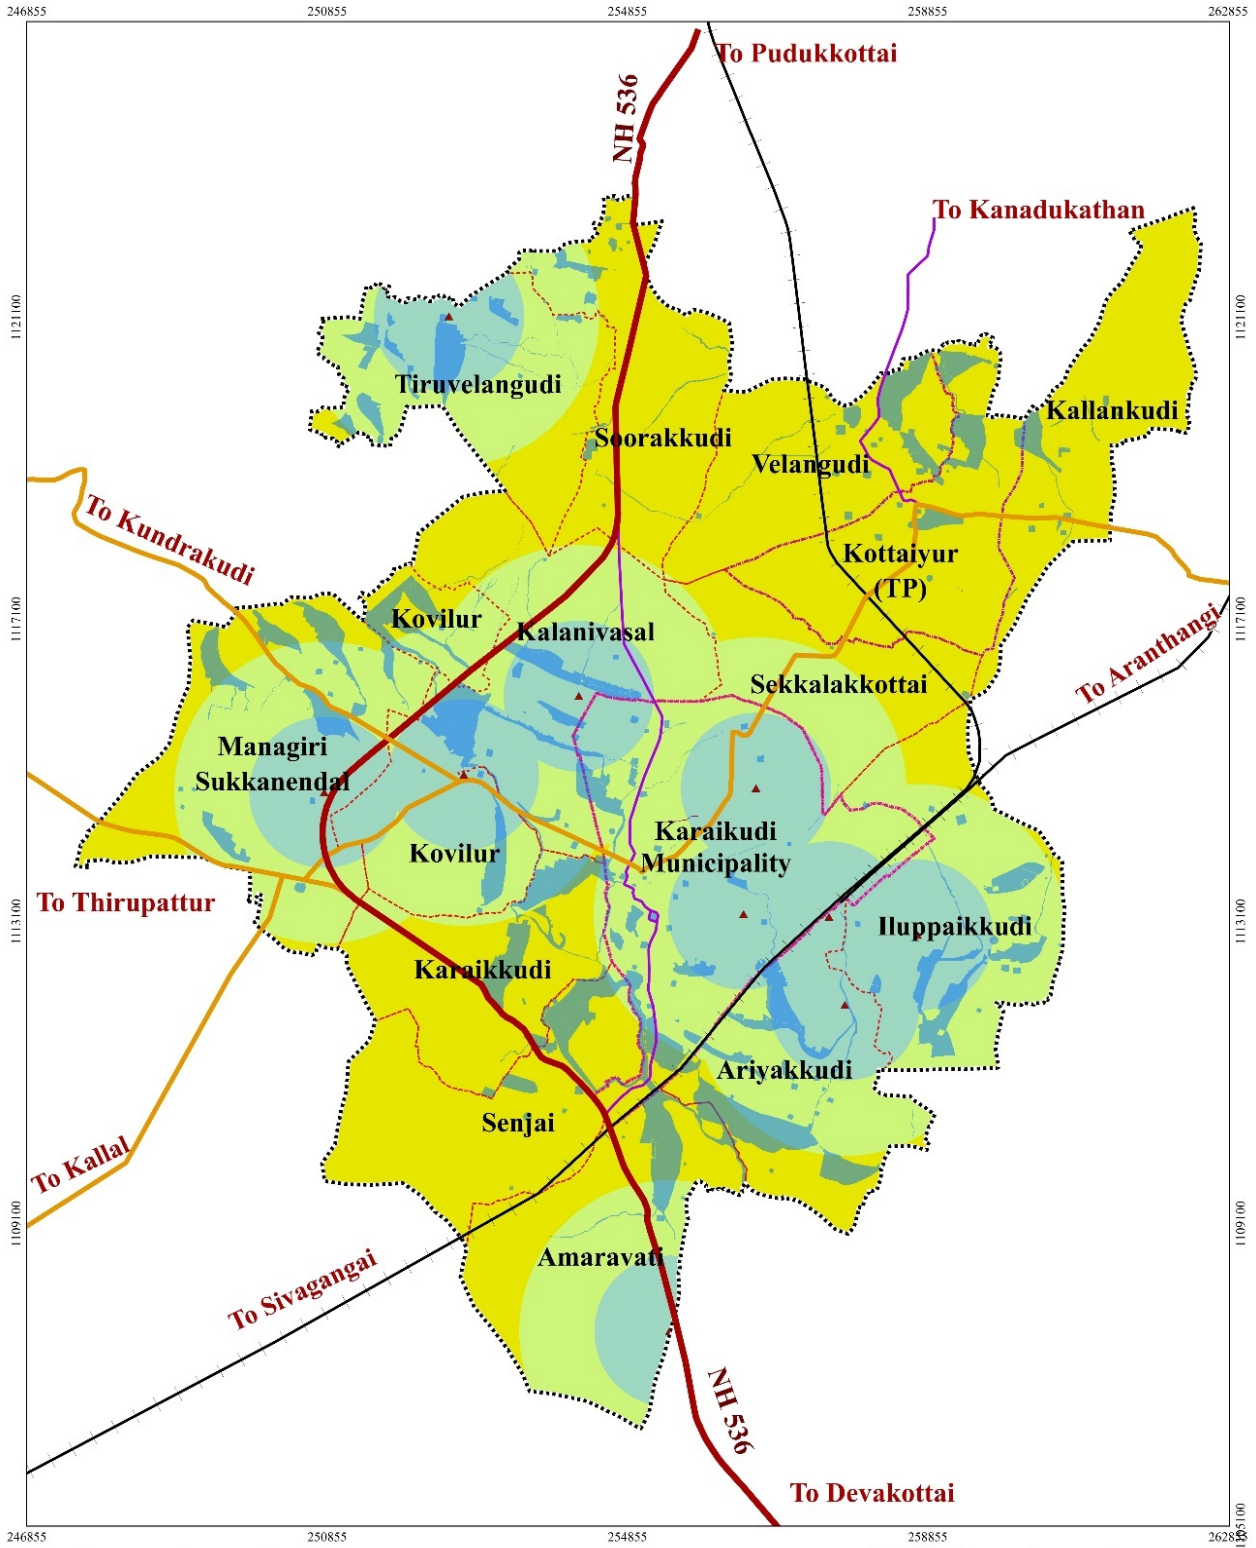 246855 250855 254855 258855 262855
To Pudukkottai
NH 536
To Kanadukathan
1121100 1121100
Tiruvelangudi
Kallankudi
Soorakkudi
Velangudi
To Kundrakudi
Kottaiyur
(TP)
1117100 1117100
Kovilur
Kalanivasal
To Aranthangi
Sekkalakkottai
Managiri
Sukkanendal
Karaikudi
Municipality
Kovilur
To Thirupattur
1113100 1113100
Iluppaikkudi
Karaikkudi
Ariyakkudi
Senjai
To Kallal
1109100 1109100
Amaravati
To Sivagangai
NH 536
To Devakottai
1105100
246855 250855 254855 258855 262855